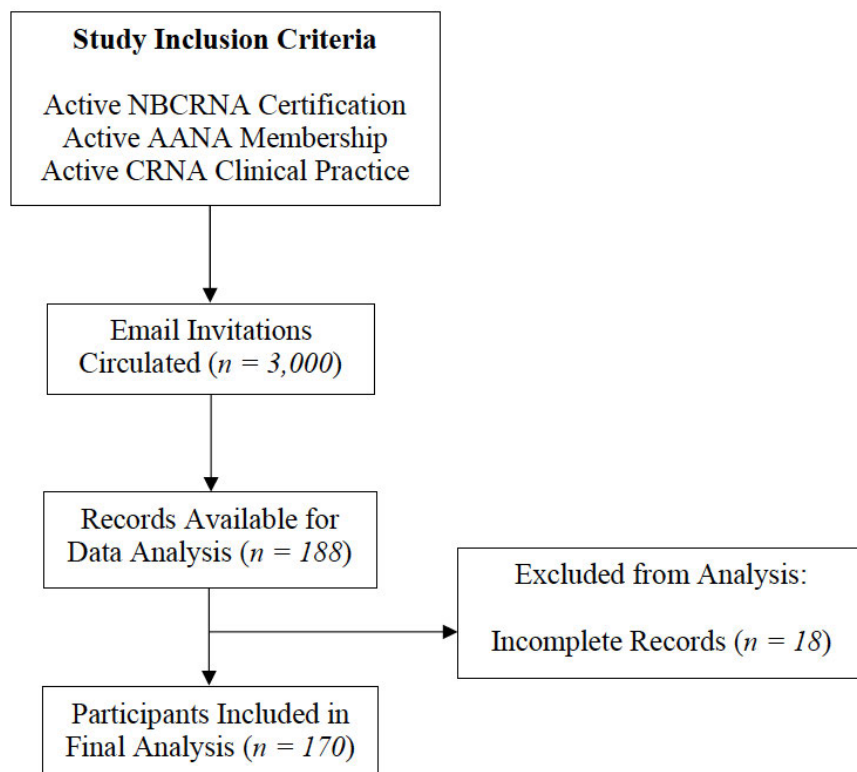 Study Inclusion Criteria
Active NBCRNA Certification
Active AANA Membership
Active CRNA Clinical Practice
Email Invitations
Circulated (n = 3,000)
Records Available for
Data Analysis (n = 188)
Excluded from Analysis:
Incomplete Records (n = 18)
Participants Included in
Final Analysis (n = 170)